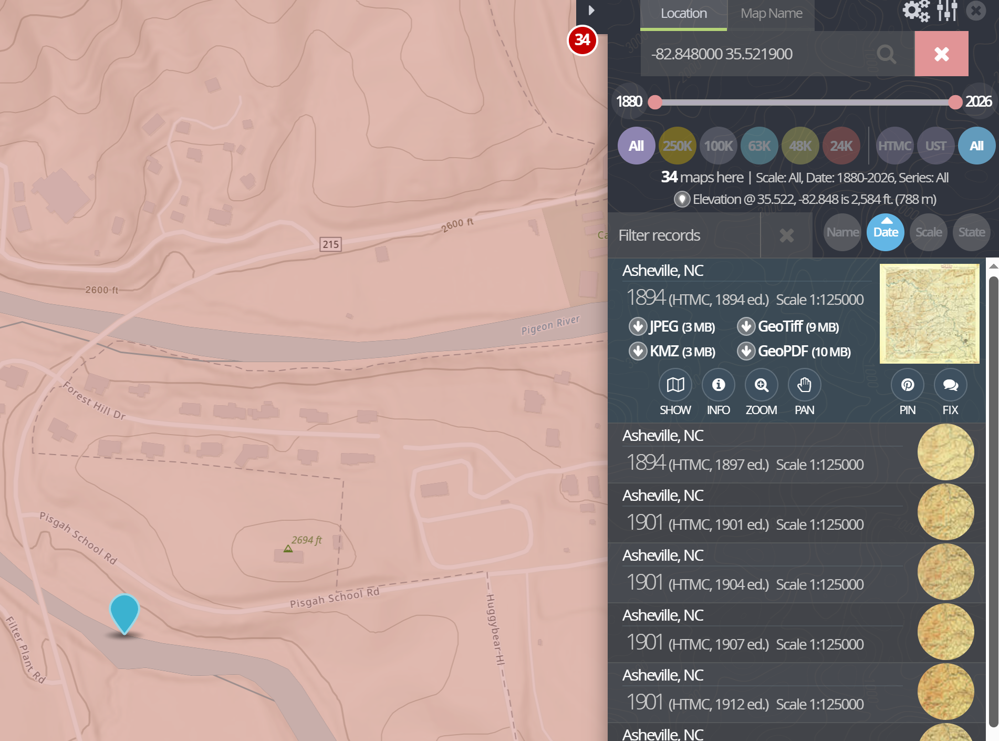 Location
Map Name
34
-82.848000 35.521900
1880
2026
All
250K
100K
63K
48K
24K
HTMC
UST
All
34 maps here | Scale: All, Date: 1880-2026, Series: All
Elevation @ 35.522, -82.848 is 2,584 ft. (788 m)
Filter records
Name
Date
Scale
State
Asheville, NC
1894 (HTMC, 1894 ed.) Scale 1:125000
JPEG (3 MB)
GeoTiff (9 MB)
KMZ (3 MB)
GeoPDF (10 MB)
SHOW
INFO
ZOOM
PAN
PIN
FIX
Asheville, NC
1894 (HTMC, 1897 ed.) Scale 1:125000
Asheville, NC
1901 (HTMC, 1901 ed.) Scale 1:125000
Asheville, NC
1901 (HTMC, 1904 ed.) Scale 1:125000
Asheville, NC
1901 (HTMC, 1907 ed.) Scale 1:125000
Asheville, NC
1901 (HTMC, 1912 ed.) Scale 1:125000
Asheville, NC
2600 ft
215
Ca
2600 ft
Pigeon River
Forest Hill Dr
Pisgah School Rd
2694 ft
Pisgah School Rd
Huggybear Hl
Filter Plant Rd